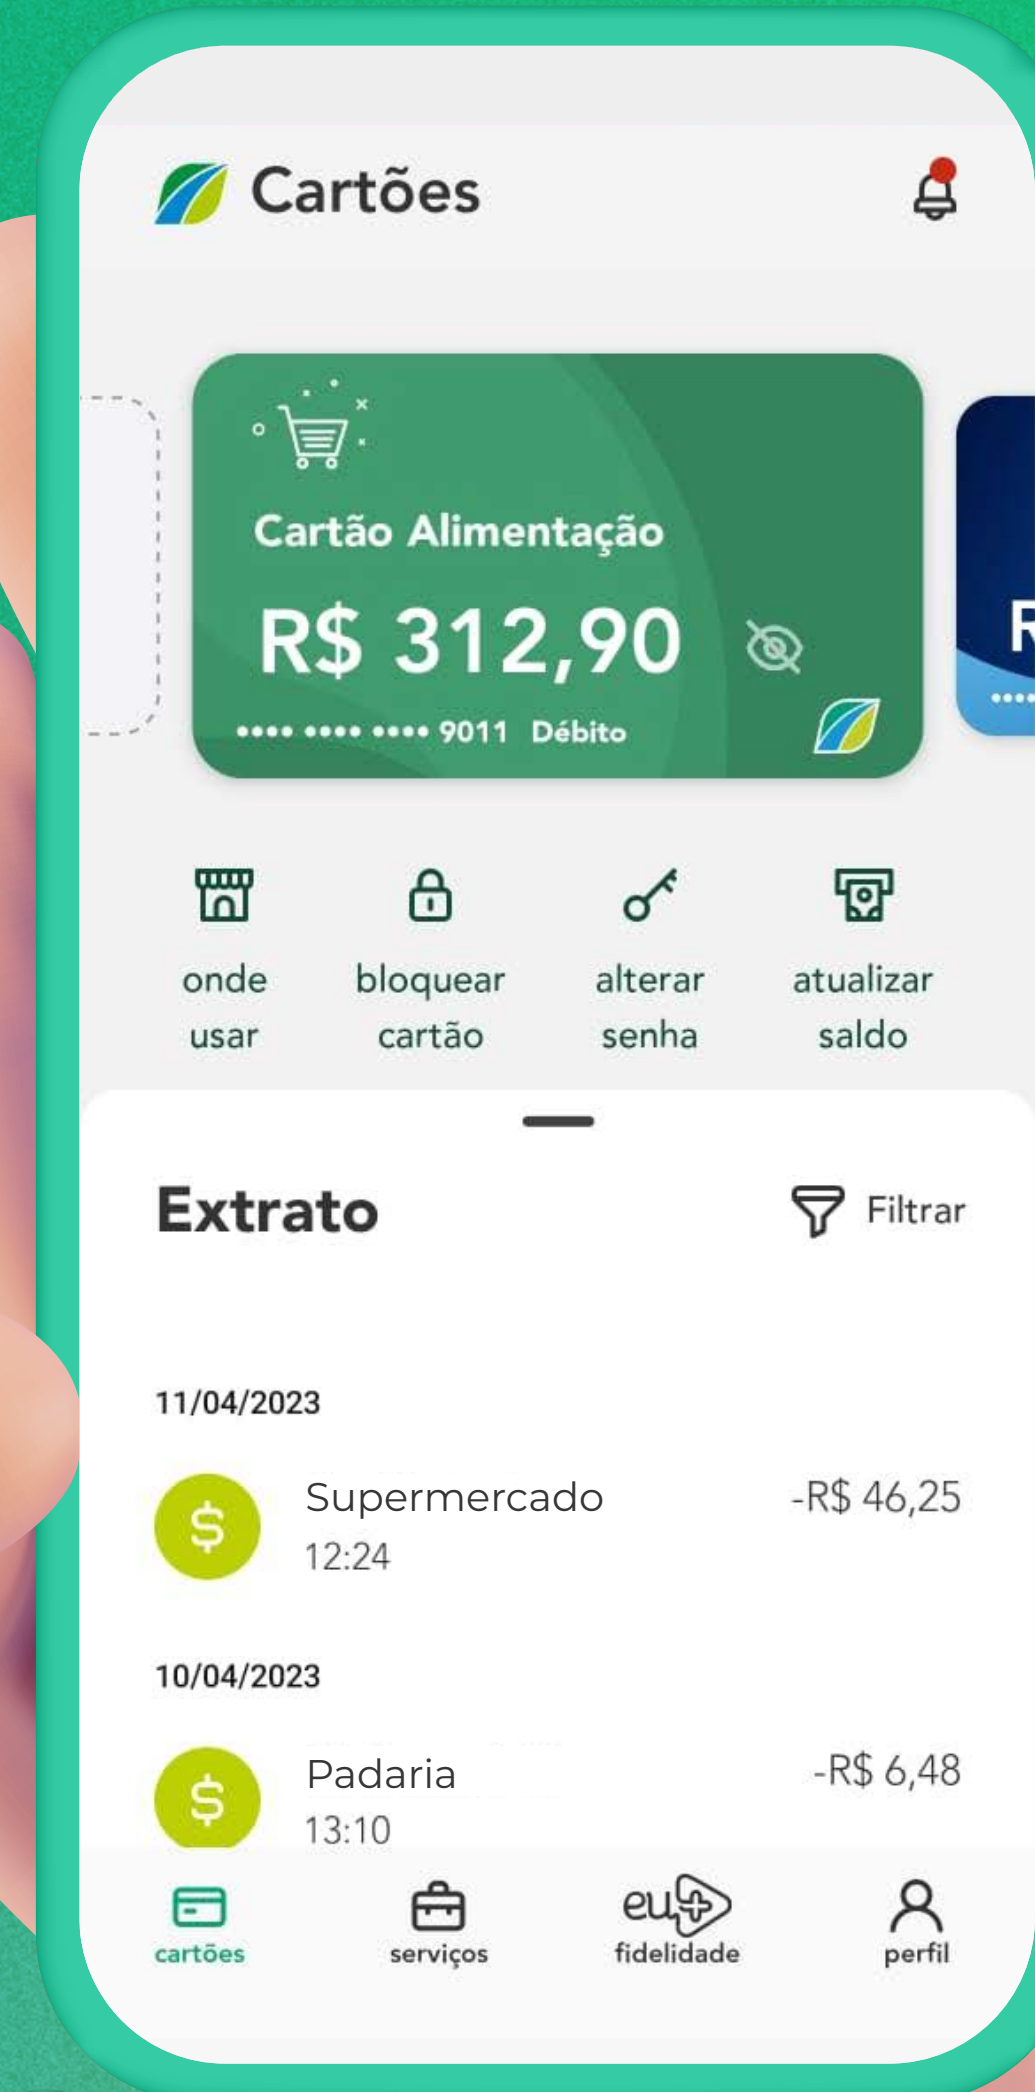 Cartões
Cartão Alimentação
R$ 312,90
R
•••• •••• •••• 9011 Débito
••••
onde usar
bloquear cartão
alterar senha
atualizar saldo
Extrato
Filtrar
11/04/2023
Supermercado
-R$ 46,25
12:24
10/04/2023
Padaria
-R$ 6,48
13:10
cartões
serviços
eu+
fidelidade
perfil